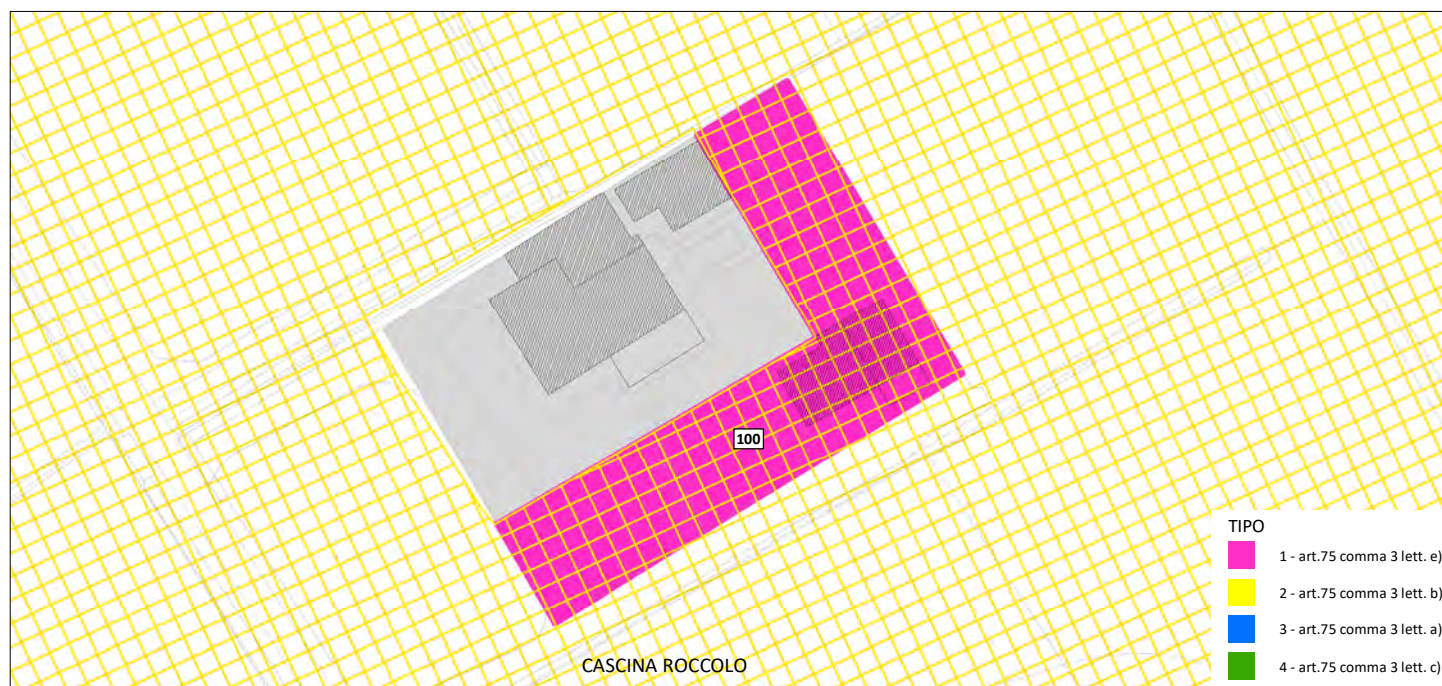 100
CASCINA ROCCOLO
TIPO
1 - art.75 comma 3 lett. e)
2 - art.75 comma 3 lett. b)
3 - art.75 comma 3 lett. a)
4 - art.75 comma 3 lett. c)